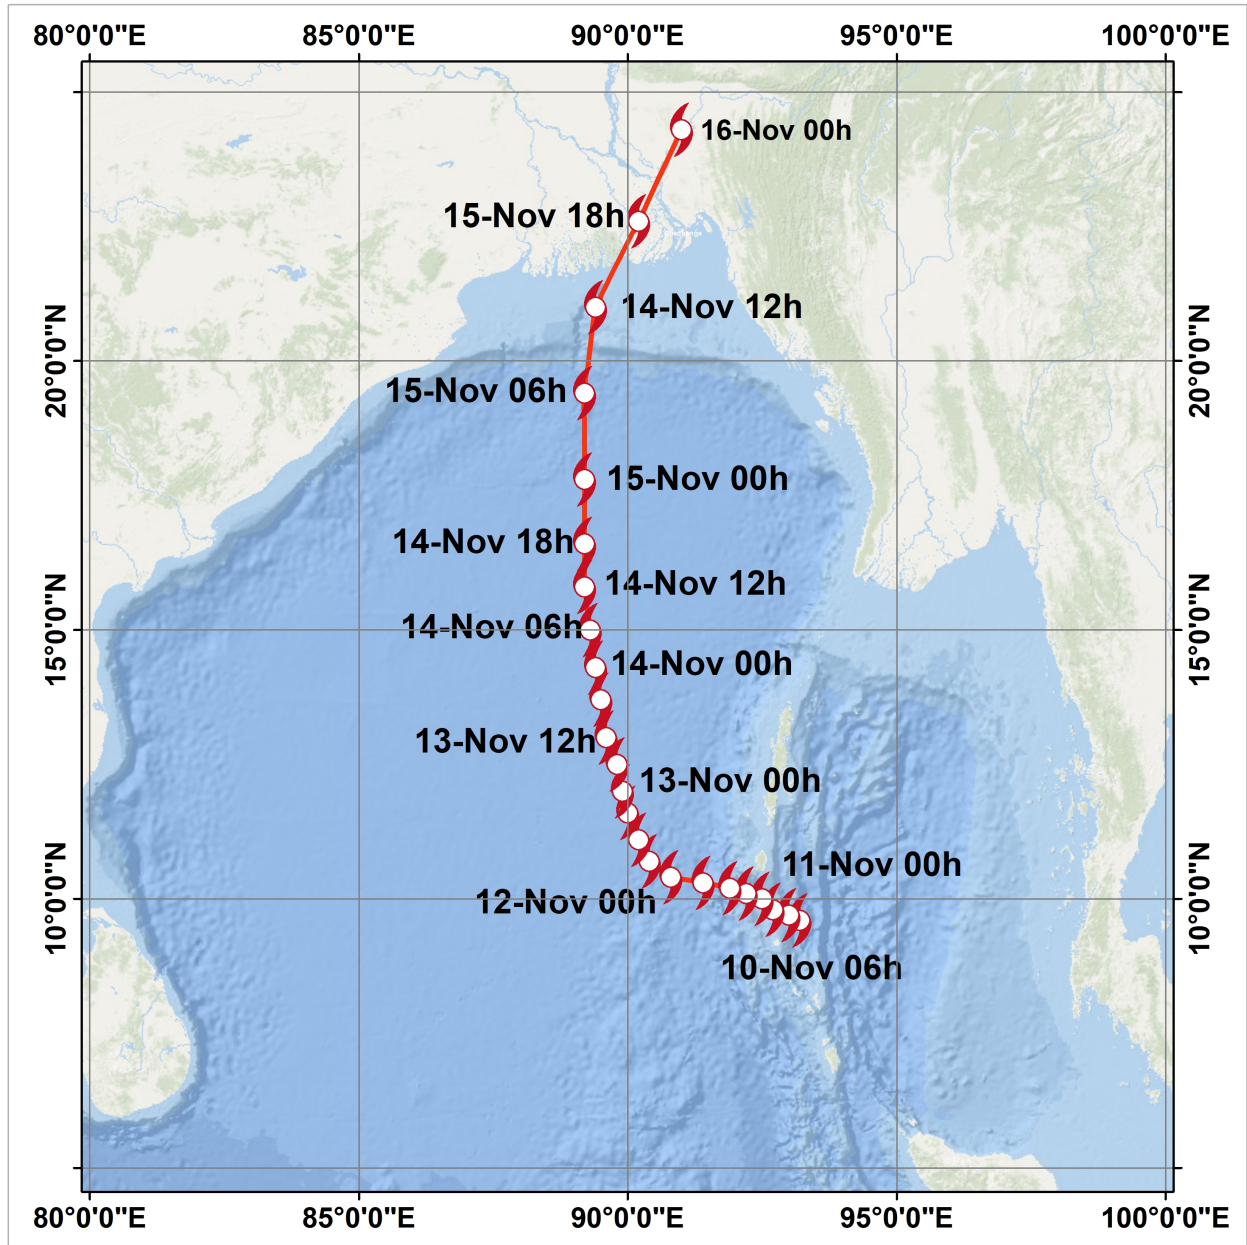 80°0'0"E 85°0'0"E 90°0'0"E 95°0'0"E 100°0'0"E
16-Nov 00h
15-Nov 18h
14-Nov 12h
20°0'0"N
20°0'0"N
15-Nov 06h
15-Nov 00h
14-Nov 18h
14-Nov 12h
15°0'0"N
15°0'0"N
14-Nov 06h
14-Nov 00h
13-Nov 12h
13-Nov 00h
11-Nov 00h
10°0'0"N
10°0'0"N
12-Nov 00h
10-Nov 06h
80°0'0"E 85°0'0"E 90°0'0"E 95°0'0"E 100°0'0"E